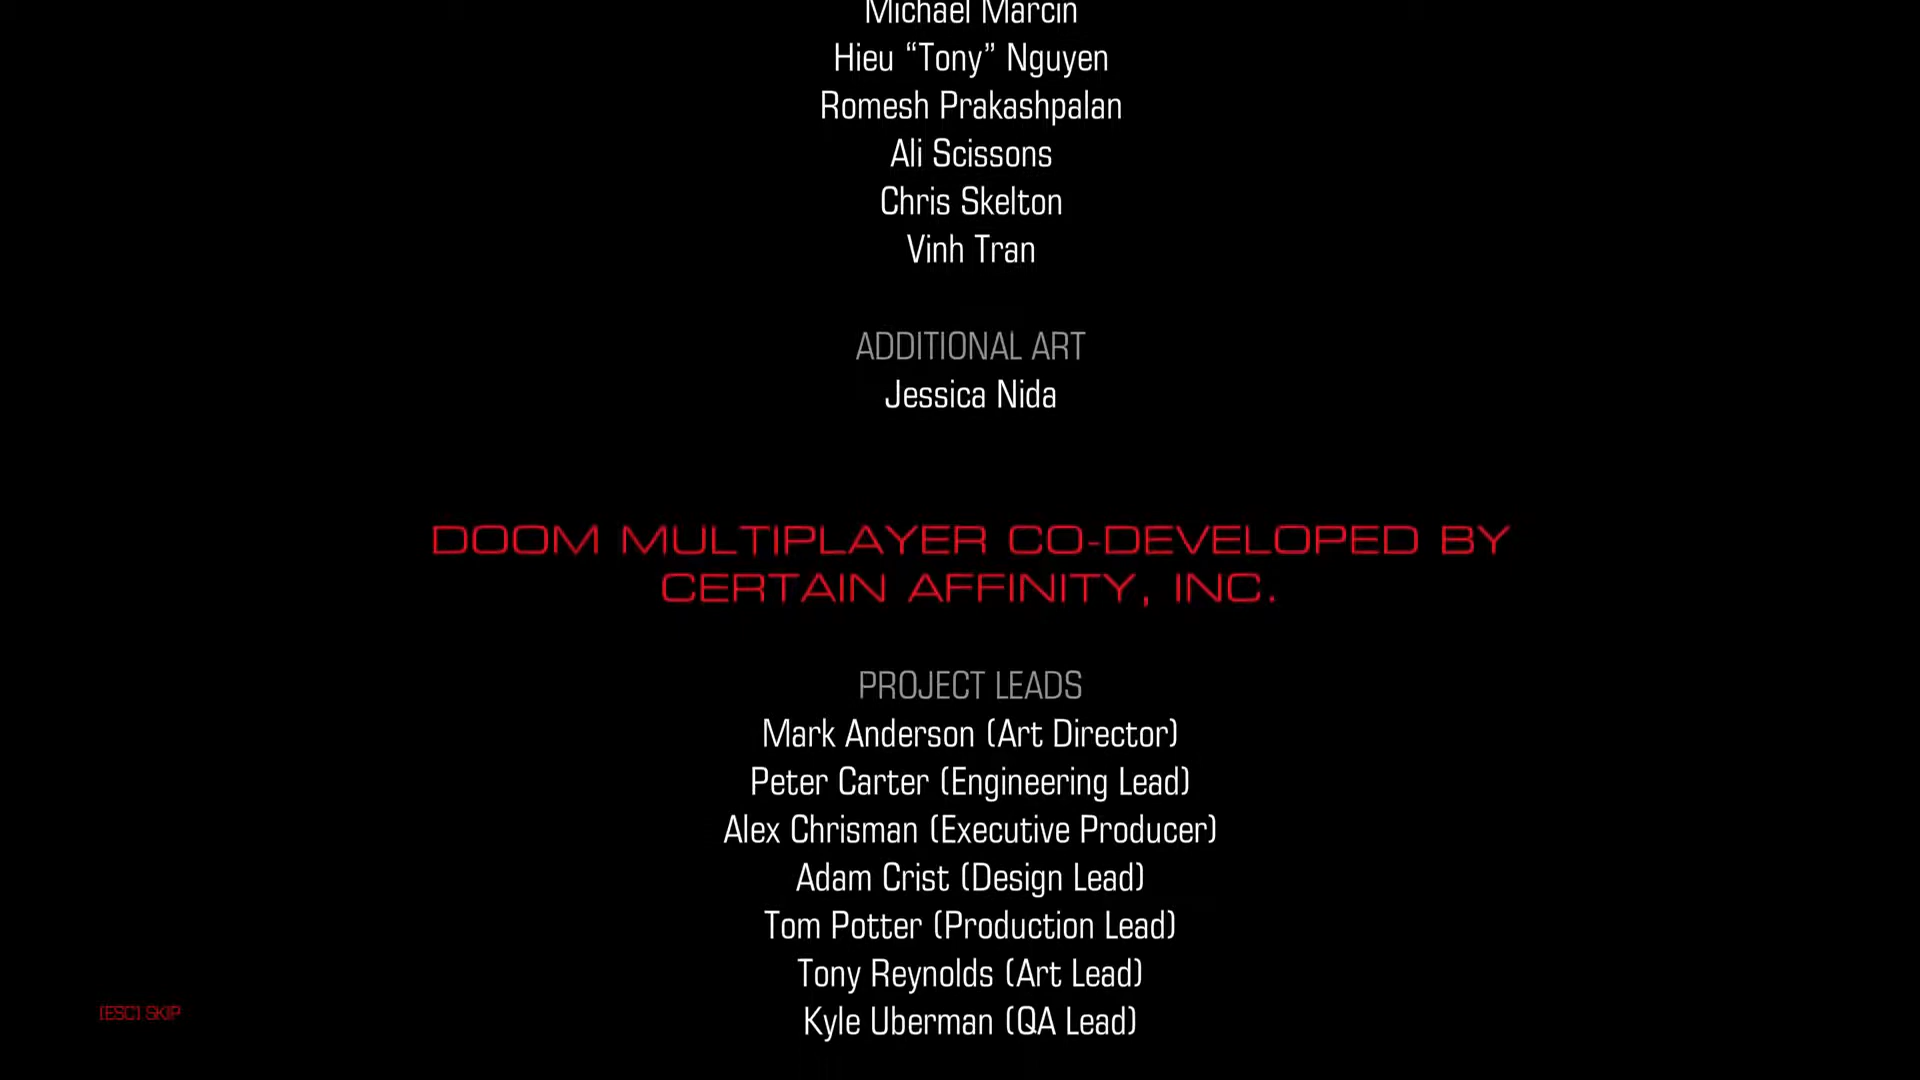 Michael Marcin
Hieu “Tony” Nguyen
Romesh Prakashpalan
Ali Scissons
Chris Skelton
Vinh Tran
ADDITIONAL ART
Jessica Nida
DOOM MULTIPLAYER CO-DEVELOPED BY
CERTAIN AFFINITY, INC.
PROJECT LEADS
Mark Anderson (Art Director)
Peter Carter (Engineering Lead)
Alex Chrisman (Executive Producer)
Adam Crist (Design Lead)
Tom Potter (Production Lead)
Tony Reynolds (Art Lead)
Kyle Uberman (QA Lead)
[ESC] SKIP